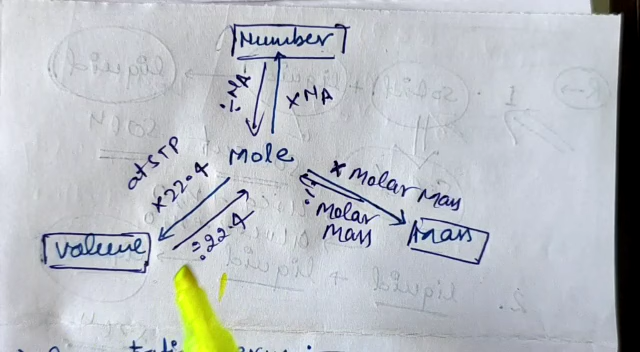 Number
÷NA
×NA
Mole
at STP
×22.4
÷22.4
× Molar Mass
÷
Molar
Mass
Volume
Mass